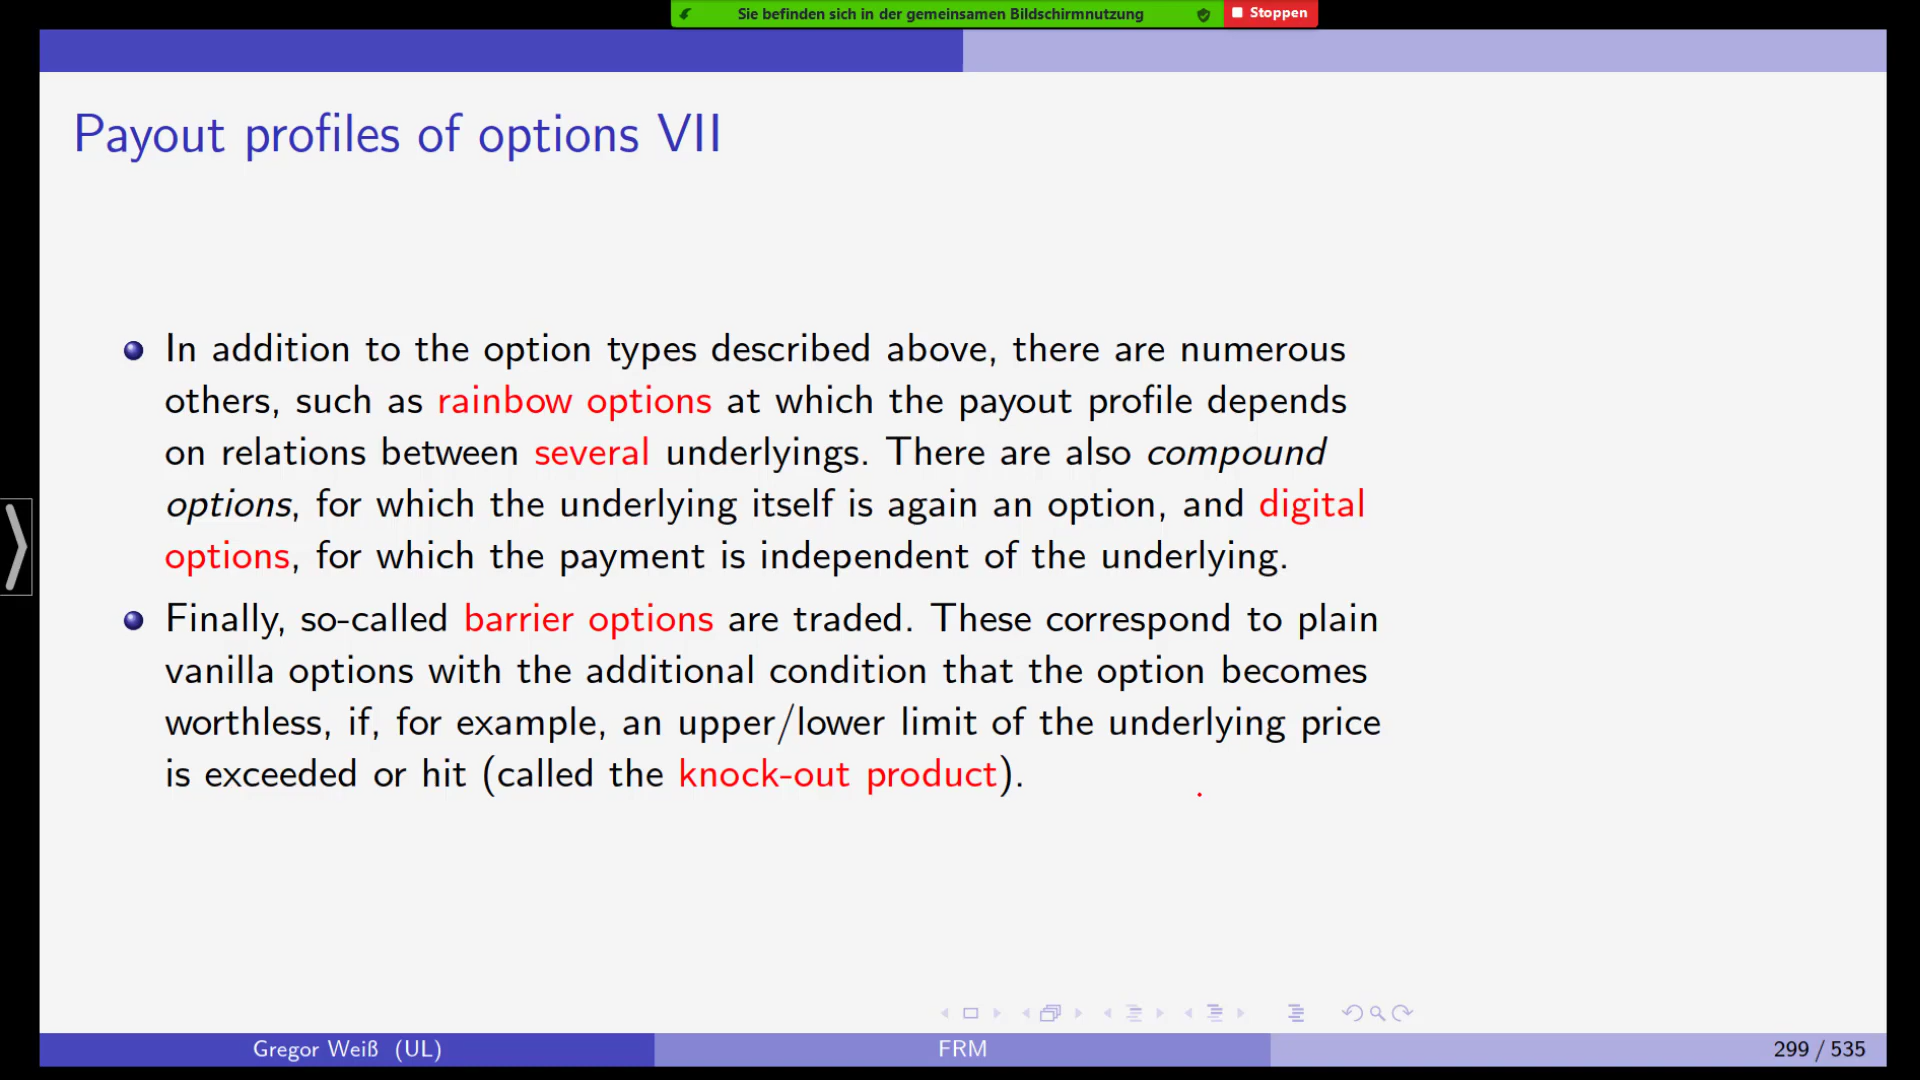 Sie befinden sich in der gemeinsamen Bildschirmnutzung
Stoppen
Payout profiles of options VII
In addition to the option types described above, there are numerous
others, such as rainbow options at which the payout profile depends
on relations between several underlyings. There are also compound
options, for which the underlying itself is again an option, and digital
options, for which the payment is independent of the underlying.
Finally, so-called barrier options are traded. These correspond to plain
vanilla options with the additional condition that the option becomes
worthless, if, for example, an upper/lower limit of the underlying price
is exceeded or hit (called the knock-out product).
Gregor Weiß (UL)
FRM
299 / 535